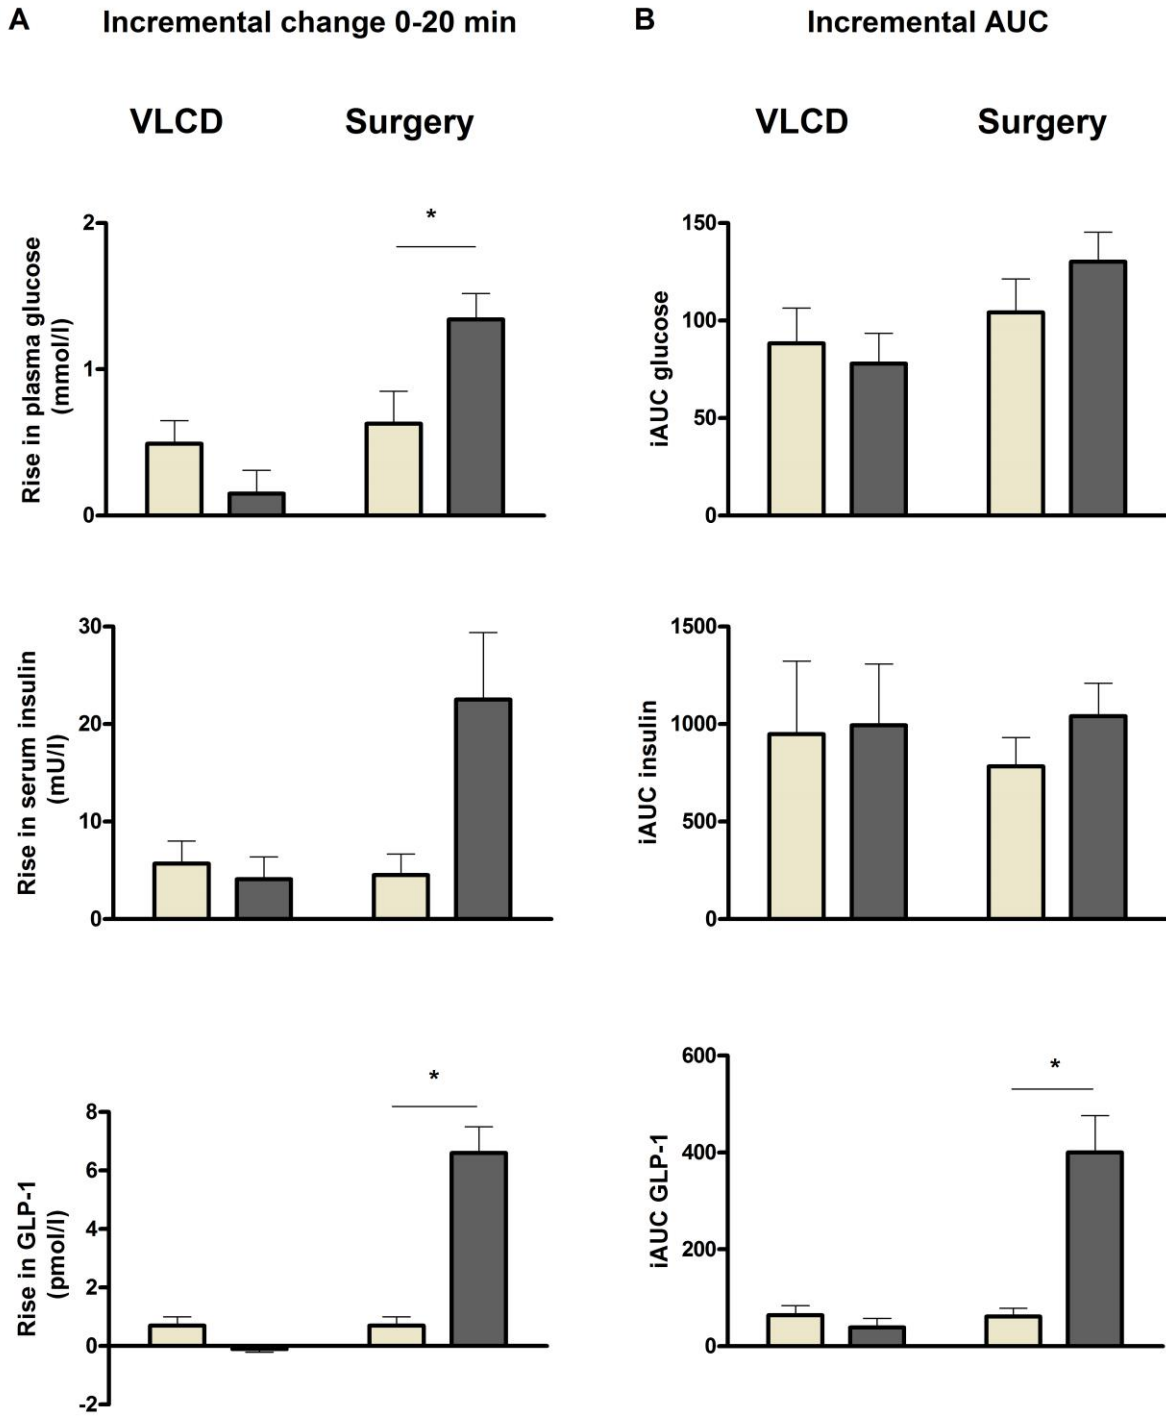 A Incremental change 0-20 min
B Incremental AUC
VLCD Surgery
VLCD Surgery
Rise in plasma glucose
(mmol/l)
2
1
0
*
iAUC glucose
150
100
50
0
Rise in serum insulin
(mU/l)
30
20
10
0
iAUC insulin
1500
1000
500
0
Rise in GLP-1
(pmol/l)
8
6
4
2
0
-2
*
iAUC GLP-1
600
400
200
0
*